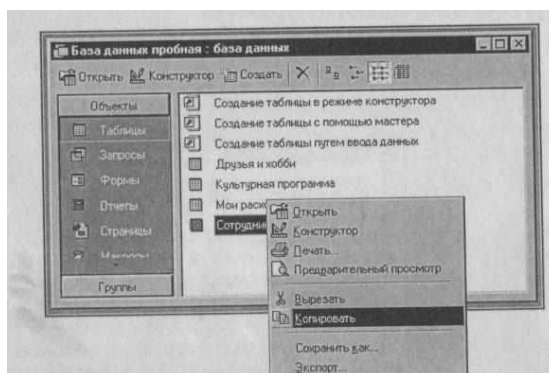 База данных пробная : база данных
Открыть Конструктор Создать
Объекты
Таблицы
Запросы
Формы
Отчеты
Страницы
Макросы
Группы
Создание таблицы в режиме конструктора
Создание таблицы с помощью мастера
Создание таблицы путем ввода данных
Друзья и хобби
Культурная программа
Мои расх
Сотрудни
Открыть
Конструктор
Печать...
Предварительный просмотр
Вырезать
Копировать
Сохранить как...
Экспорт...